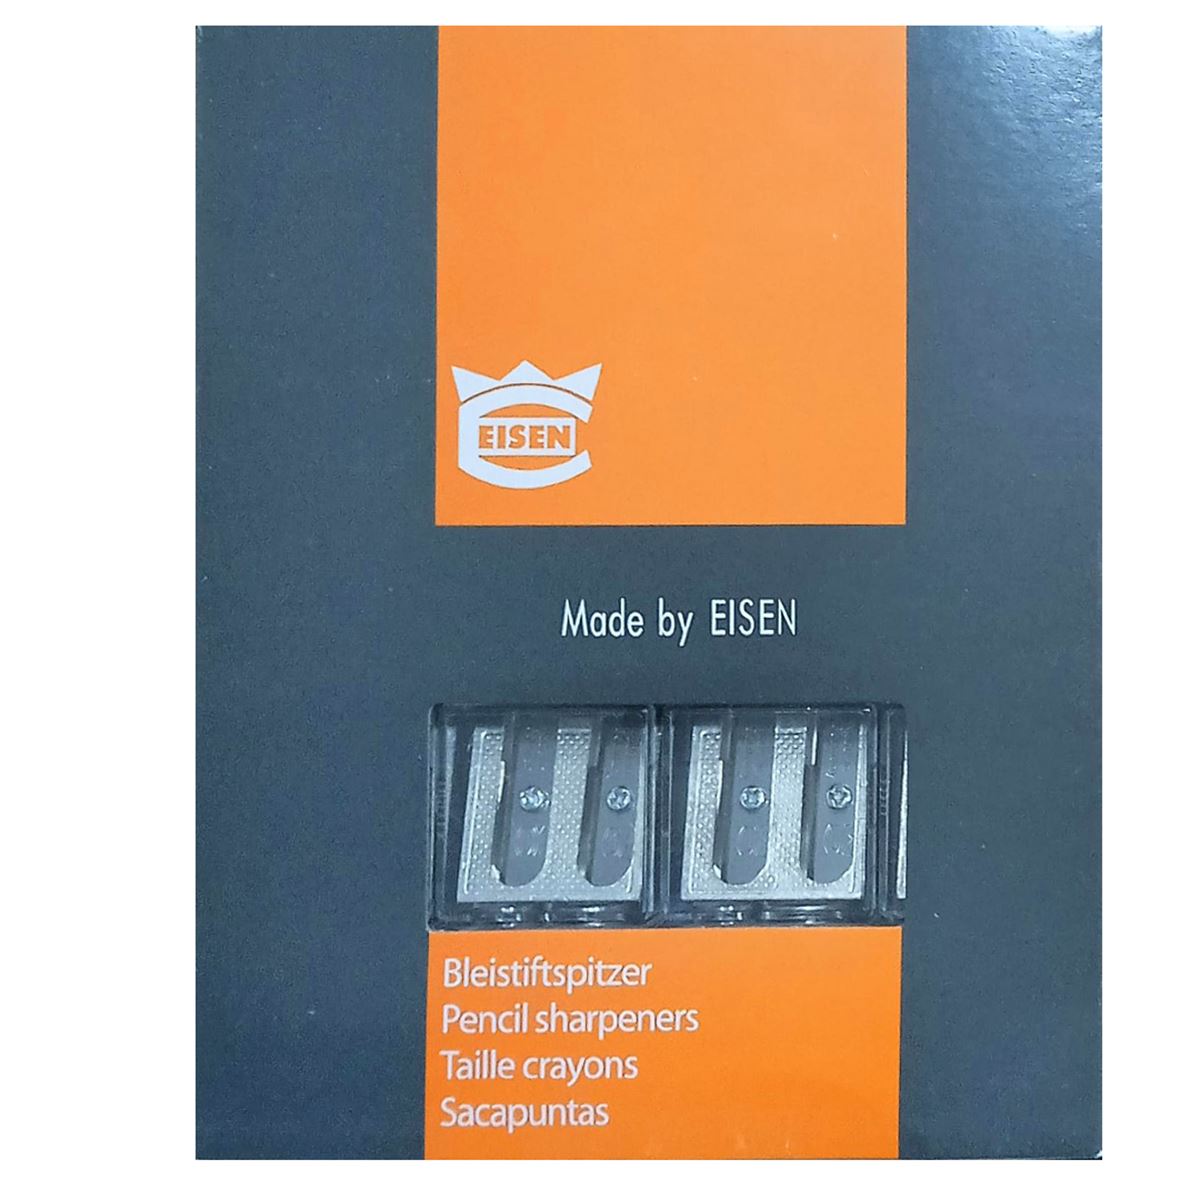 EISEN
Made by EISEN
Bleistiftspitzer
Pencil sharpeners
Taille crayons
Sacapuntas